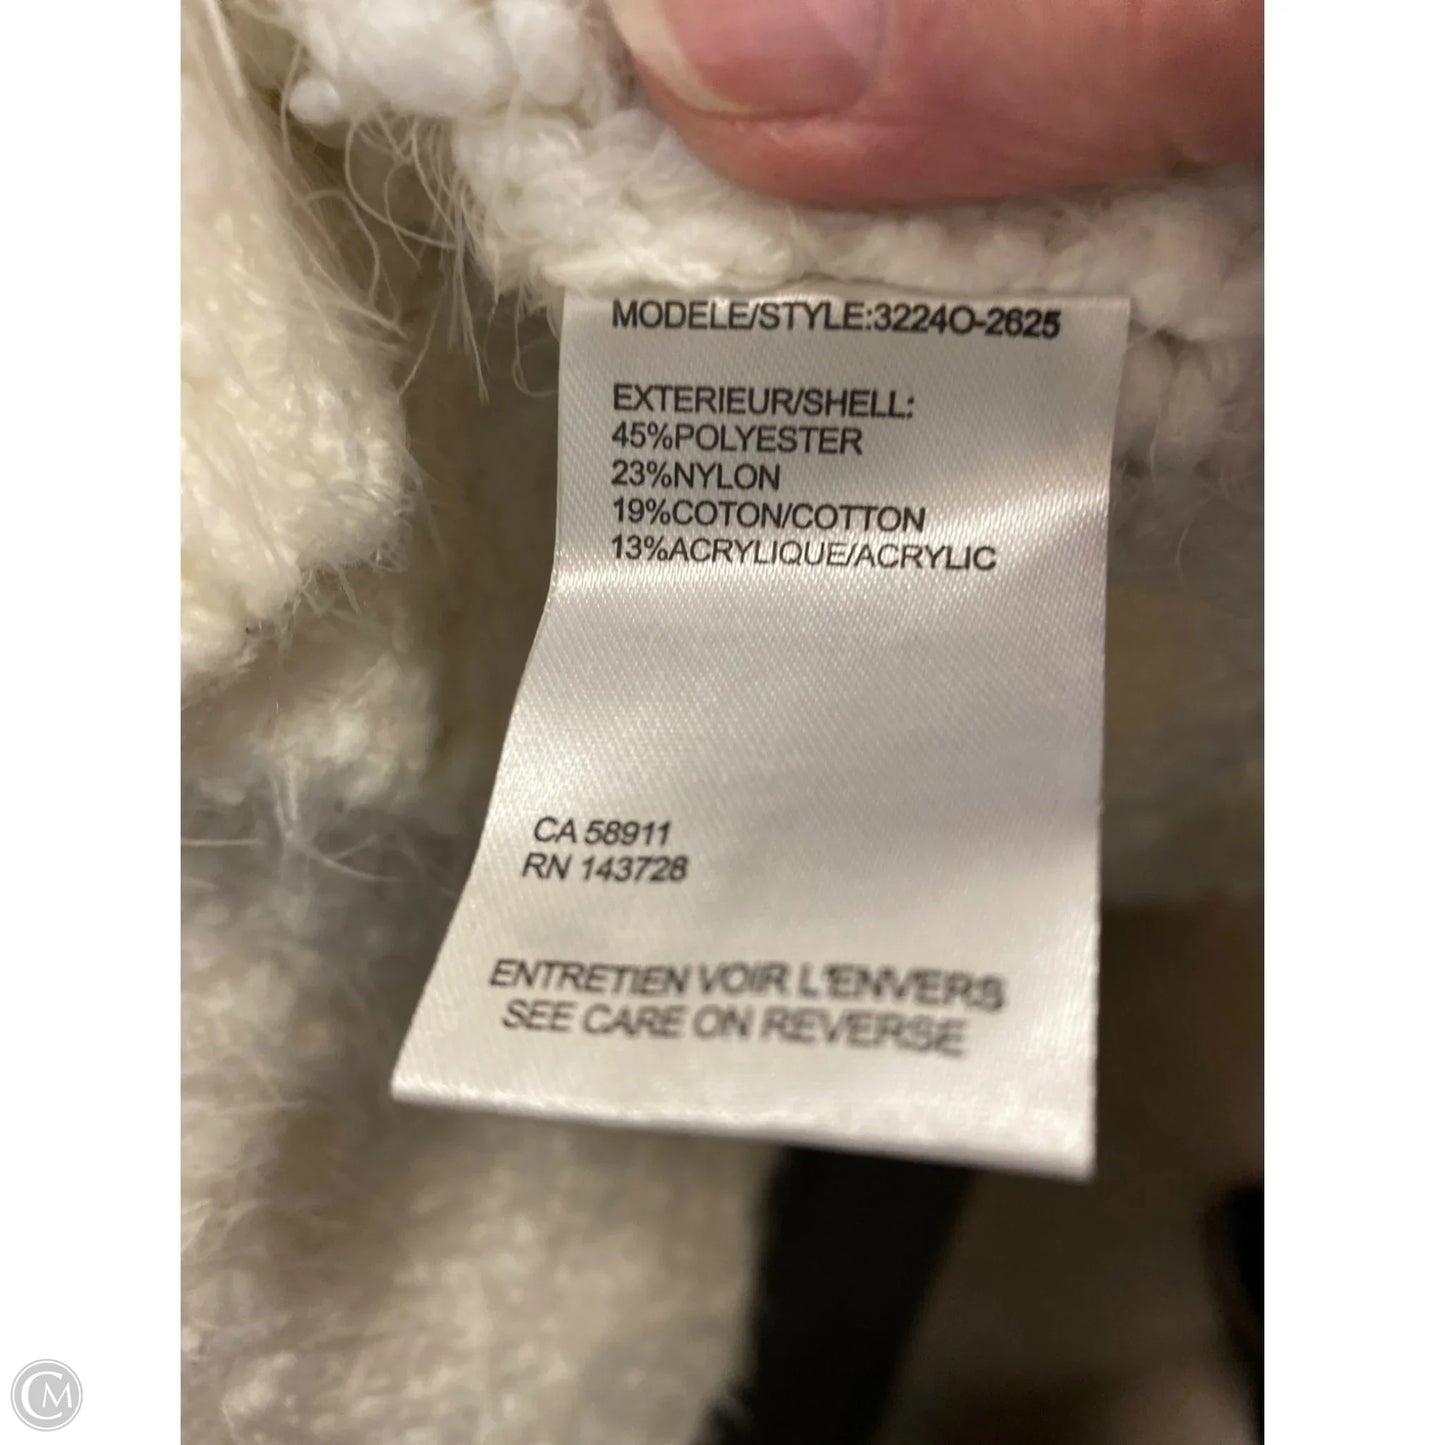 MODELE/STYLE:3224O-2625
EXTERIEUR/SHELL:
45%POLYESTER
23%NYLON
19%COTON/COTTON
13%ACRYLIQUE/ACRYLIC
CA 58911
RN 143728
ENTRETIEN VOIR L'ENVERS
SEE CARE ON REVERSE
CM